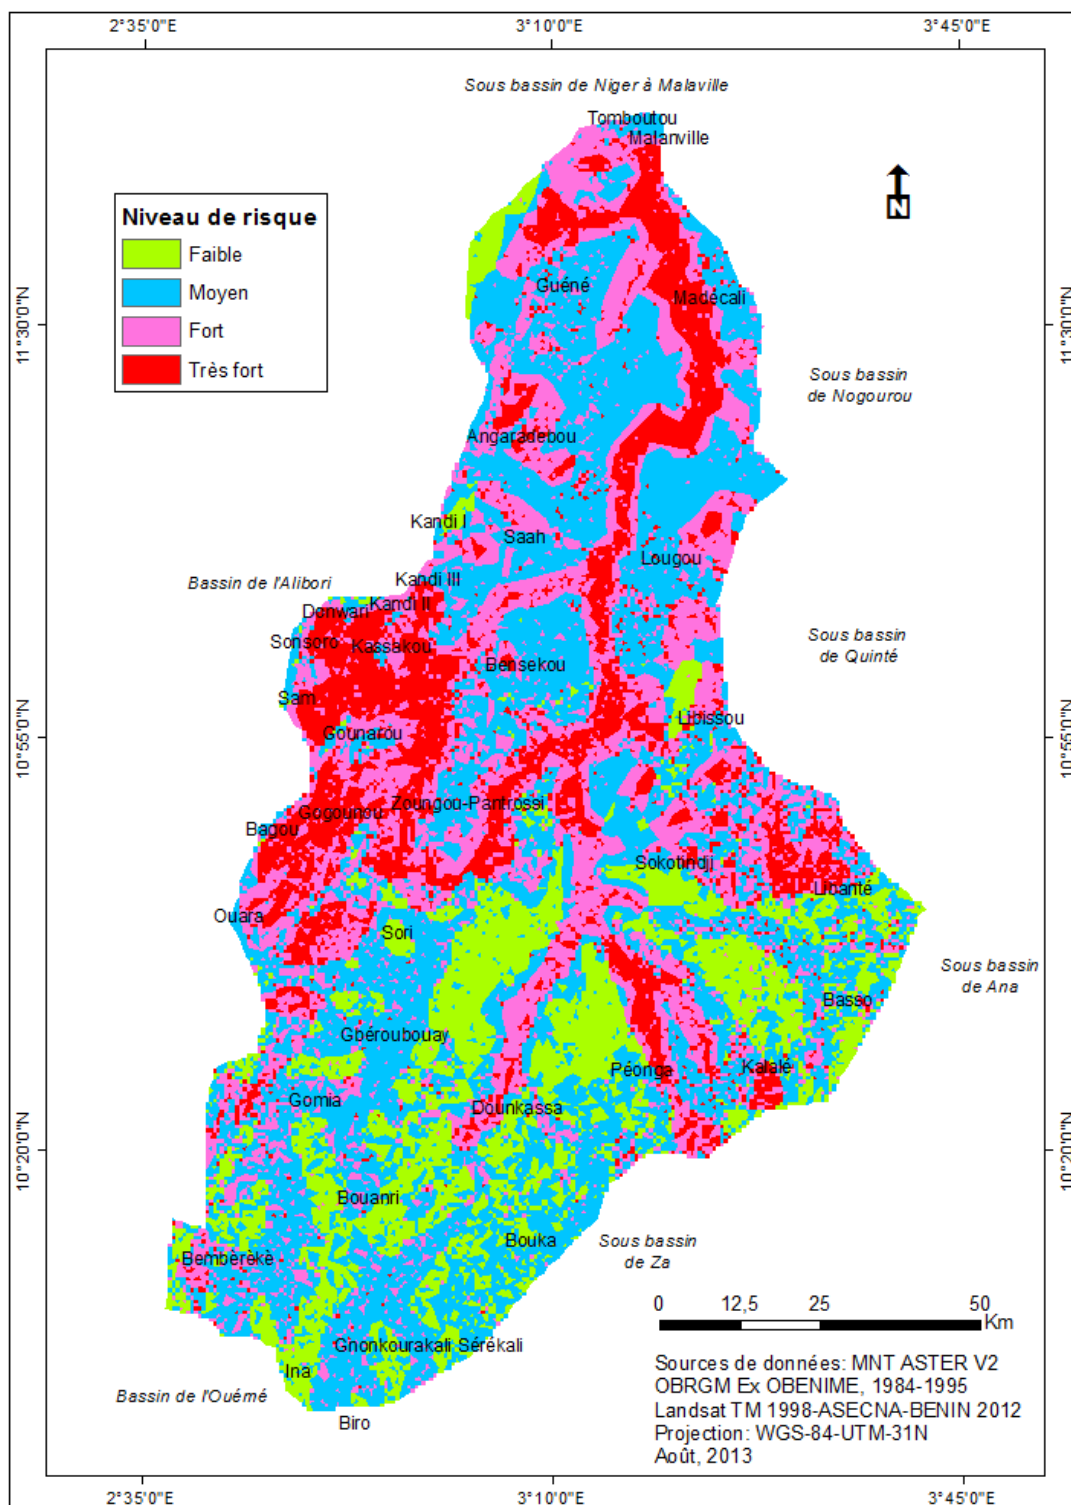 2°35'0"E
3°10'0"E
3°45'0"E
Sous bassin de Niger à Malaville
Tomboutou
Malanville
Niveau de risque
Faible
Moyen
Fort
Très fort
N
Guéné
Madécali
11°30'0"N
11°30'0"N
Sous bassin
de Nogourou
Angaradebou
Kandi I
Saah
Lougou
Bassin de l'Alibori
Kandi III
Kandi II
Donwari
Sonsoro
Kassakou
Sous bassin
de Quinté
Bensekou
Sam
Libissou
Gounarou
10°55'0"N
10°55'0"N
Zoungou-Pantrossi
Gogounou
Bagou
Sokotindji
Libanté
Ouara
Sori
Sous bassin
de Ana
Basso
Gbéroubouay
Péonga
Kalalé
Gomia
Dounkassa
10°20'0"N
10°20'0"N
Bouanri
Bouka
Sous bassin
de Za
Bembèrèkè
0 12,5 25 50
Km
Gnonkourakali
Sérékali
Ina
Bassin de l'Ouémé
Biro
Sources de données: MNT ASTER V2
OBRGM Ex OBENIME, 1984-1995
Landsat TM 1998-ASECNA-BENIN 2012
Projection: WGS-84-UTM-31N
Août, 2013
2°35'0"E
3°10'0"E
3°45'0"E